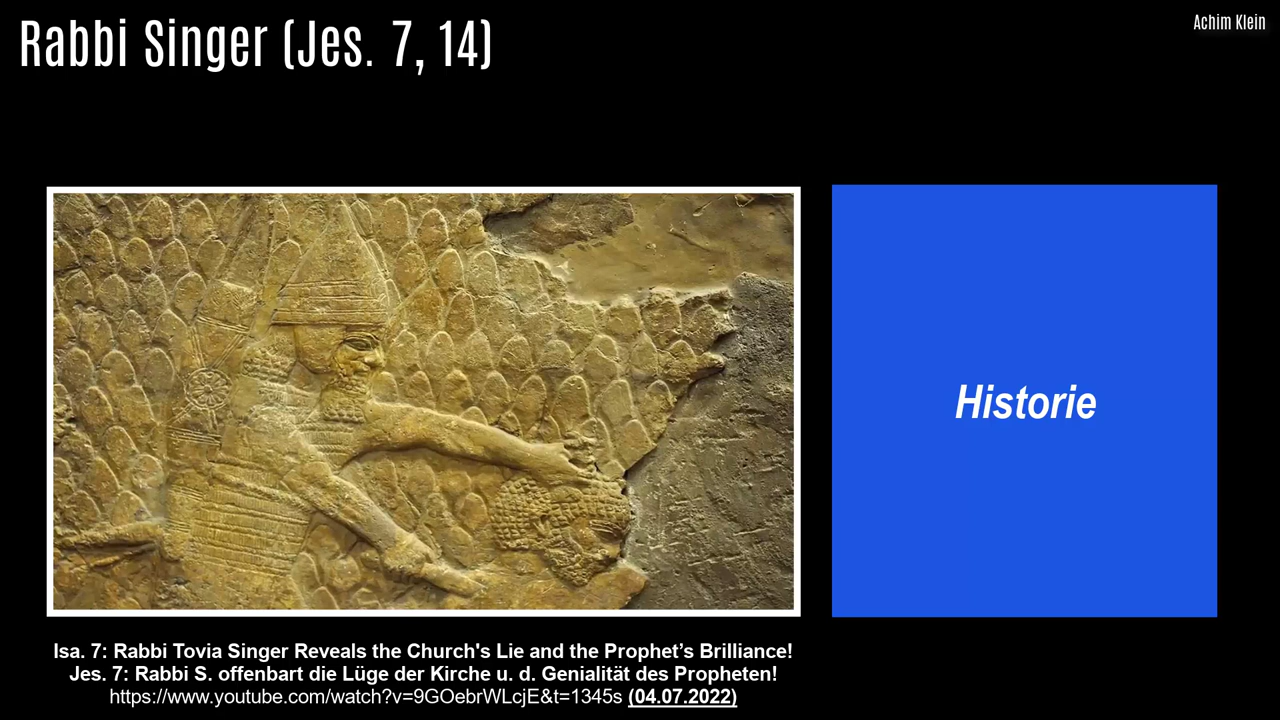 Rabbi Singer (Jes. 7, 14)
Achim Klein
Historie
Isa. 7: Rabbi Tovia Singer Reveals the Church's Lie and the Prophet’s Brilliance!
Jes. 7: Rabbi S. offenbart die Lüge der Kirche u. d. Genialität des Propheten!
https://www.youtube.com/watch?v=9GOebrWLcjE&t=1345s (04.07.2022)